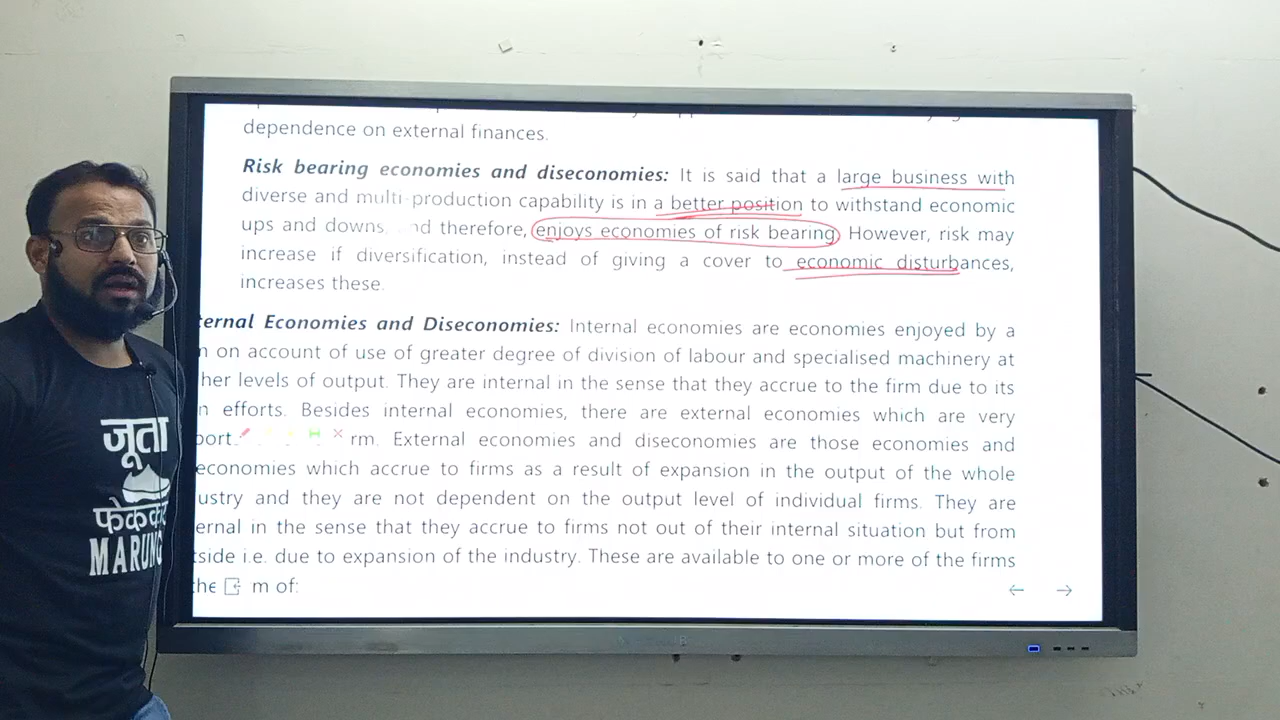 dependence on external finances.
Risk bearing economies and diseconomies: It is said that a large business with
diverse and multi-production capability is in a better position to withstand economic
ups and downs, nd therefore, enjoys economies of risk bearing. However, risk may
increase if diversification, instead of giving a cover to economic disturbances,
increases these.
ternal Economies and Diseconomies: Internal economies are economies enjoyed by a
n on account of use of greater degree of division of labour and specialised machinery at
her levels of output. They are internal in the sense that they accrue to the firm due to its
n efforts. Besides internal economies, there are external economies which are very
port rm. External economies and diseconomies are those economies and
economies which accrue to firms as a result of expansion in the output of the whole
ustry and they are not dependent on the output level of individual firms. They are
ernal in the sense that they accrue to firms not out of their internal situation but from
tside i.e. due to expansion of the industry. These are available to one or more of the firms
the m of:
जूता
फेककर
MARUNG